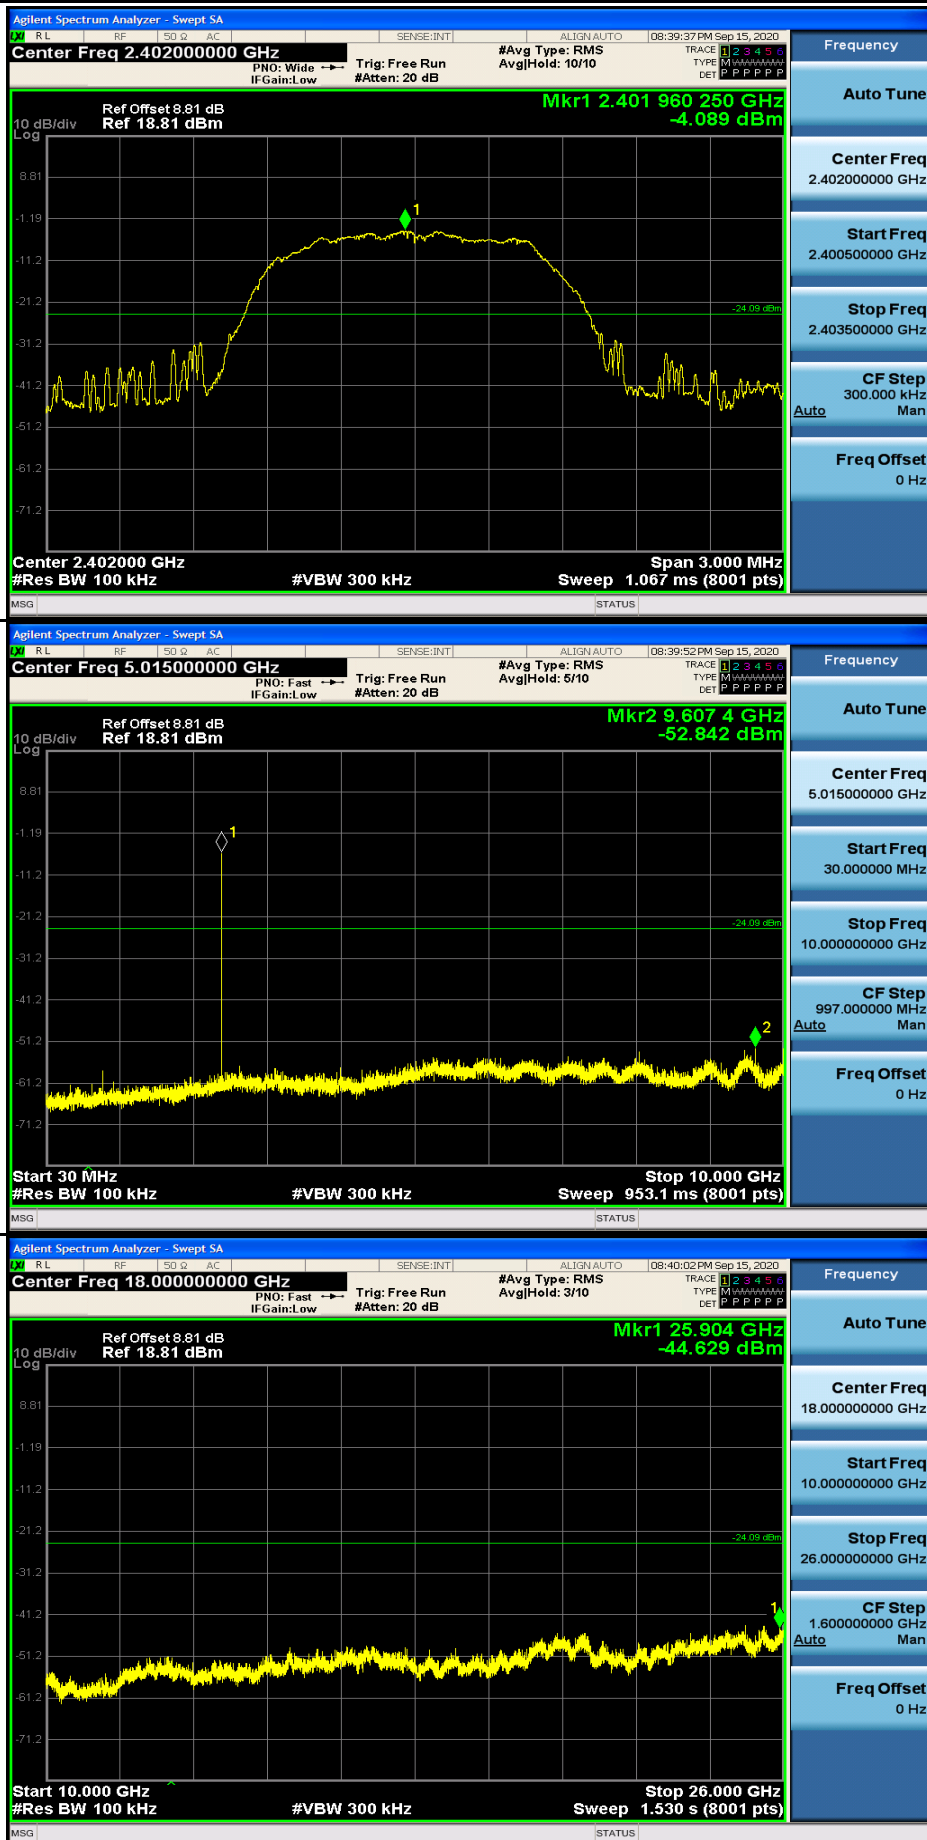 Agilent Spectrum Analyzer - Swept SA
LXI RL RF 50 Ω AC SENSE:INT ALIGN AUTO 08:39:37 PM Sep 15, 2020
Center Freq 2.402000000 GHz
#Avg Type: RMS
TRACE 1 2 3 4 5 6
PNO: Wide
Trig: Free Run
Avg|Hold: 10/10
TYPE M W W W W W
IFGain:Low
#Atten: 20 dB
DET P P P P P P
Frequency
Ref Offset 8.81 dB
Mkr1 2.401 960 250 GHz
10 dB/div
Ref 18.81 dBm
-4.089 dBm
Log
1
8.81
-1.19
-11.2
-21.2
-24.09 dBm
-31.2
-41.2
-51.2
-61.2
-71.2
Center 2.402000 GHz
Span 3.000 MHz
#Res BW 100 kHz
#VBW 300 kHz
Sweep 1.067 ms (8001 pts)
Auto Tune
Center Freq
2.402000000 GHz
Start Freq
2.400500000 GHz
Stop Freq
2.403500000 GHz
CF Step
300.000 kHz
Auto Man
Freq Offset
0 Hz
MSG
STATUS
Agilent Spectrum Analyzer - Swept SA
LXI RL RF 50 Ω AC SENSE:INT ALIGN AUTO 08:39:52 PM Sep 15, 2020
Center Freq 5.015000000 GHz
#Avg Type: RMS
TRACE 1 2 3 4 5 6
PNO: Fast
Trig: Free Run
Avg|Hold: 5/10
TYPE M W W W W W
IFGain:Low
#Atten: 20 dB
DET P P P P P P
Frequency
Ref Offset 8.81 dB
Mkr2 9.607 4 GHz
10 dB/div
Ref 18.81 dBm
-52.842 dBm
Log
1
2
8.81
-1.19
-11.2
-21.2
-24.09 dBm
-31.2
-41.2
-51.2
-61.2
-71.2
Start 30 MHz
Stop 10.000 GHz
#Res BW 100 kHz
#VBW 300 kHz
Sweep 953.1 ms (8001 pts)
Auto Tune
Center Freq
5.015000000 GHz
Start Freq
30.000000 MHz
Stop Freq
10.000000000 GHz
CF Step
997.000000 MHz
Auto Man
Freq Offset
0 Hz
MSG
STATUS
Agilent Spectrum Analyzer - Swept SA
LXI RL RF 50 Ω AC SENSE:INT ALIGN AUTO 08:40:02 PM Sep 15, 2020
Center Freq 18.000000000 GHz
#Avg Type: RMS
TRACE 1 2 3 4 5 6
PNO: Fast
Trig: Free Run
Avg|Hold: 3/10
TYPE M W W W W W
IFGain:Low
#Atten: 20 dB
DET P P P P P P
Frequency
Ref Offset 8.81 dB
Mkr1 25.904 GHz
10 dB/div
Ref 18.81 dBm
-44.629 dBm
Log
1
8.81
-1.19
-11.2
-21.2
-24.09 dBm
-31.2
-41.2
-51.2
-61.2
-71.2
Start 10.000 GHz
Stop 26.000 GHz
#Res BW 100 kHz
#VBW 300 kHz
Sweep 1.530 s (8001 pts)
Auto Tune
Center Freq
18.000000000 GHz
Start Freq
10.000000000 GHz
Stop Freq
26.000000000 GHz
CF Step
1.600000000 GHz
Auto Man
Freq Offset
0 Hz
MSG
STATUS